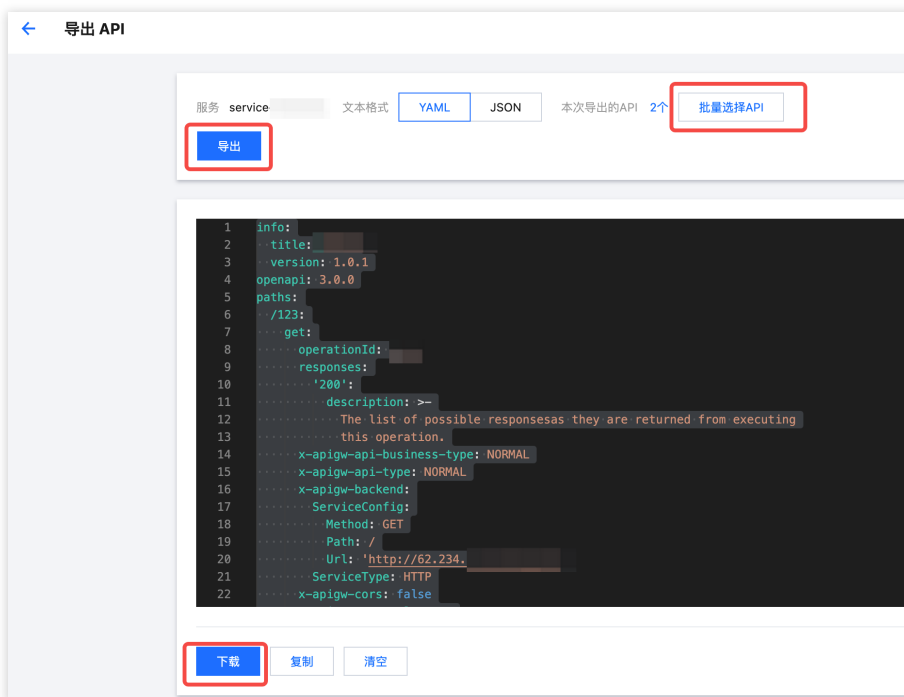 导出 API
服务 service- 文本格式 YAML JSON 本次导出的API 2个 批量选择API
导出
1 info:
2 title:
3 version: 1.0.1
4 openapi: 3.0.0
5 paths:
6 /123:
7 get:
8 operationId:
9 responses:
10 '200':
11 description: >-
12 The list of possible responsesas they are returned from executing
13 this operation.
14 x-apigw-api-business-type: NORMAL
15 x-apigw-api-type: NORMAL
16 x-apigw-backend:
17 ServiceConfig:
18 Method: GET
19 Path: /
20 Url: 'http://62.234.
21 ServiceType: HTTP
22 x-apigw-cors: false
下载 复制 清空